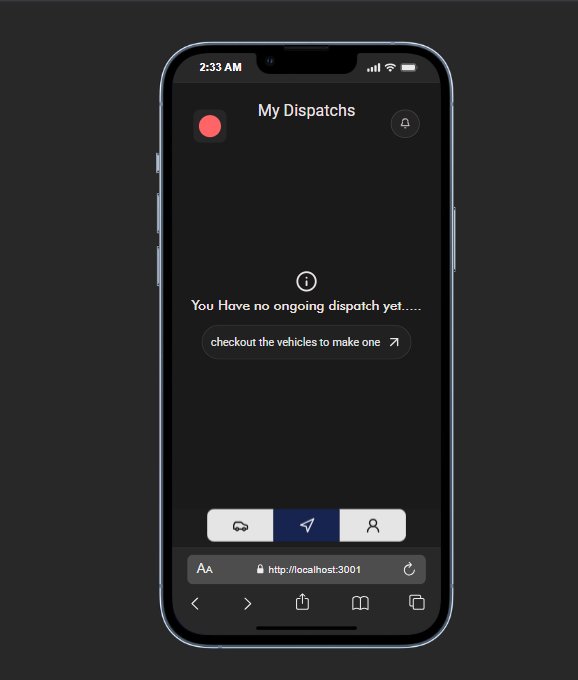 2:33 AM
My Dispatchs
You Have no ongoing dispatch yet.....
checkout the vehicles to make one
AA
http://localhost:3001